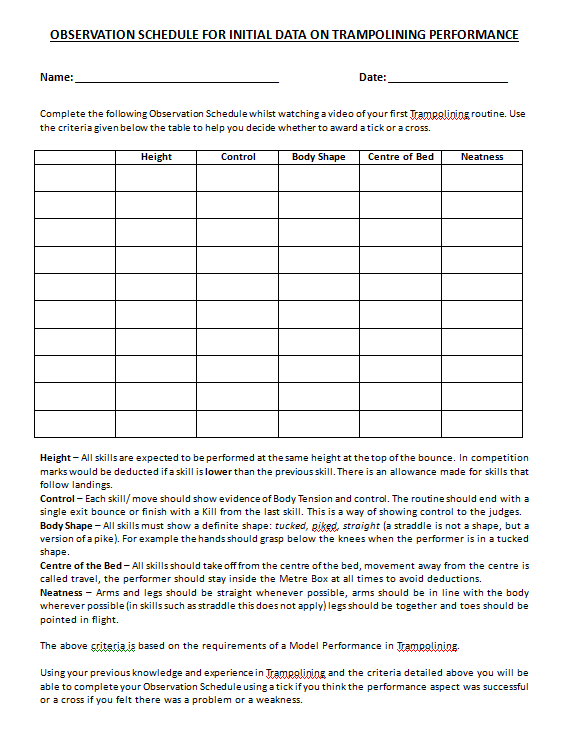 OBSERVATION SCHEDULE FOR INITIAL DATA ON TRAMPOLINING PERFORMANCE
Name: Date:
Complete the following Observation Schedule whilst watching a video of your first Trampolining routine. Use
the criteria given below the table to help you decide whether to award a tick or a cross.
Height Control Body Shape Centre of Bed Neatness
Height – All skills are expected to be performed at the same height at the top of the bounce. In competition
marks would be deducted if a skill is lower than the previous skill. There is an allowance made for skills that
follow landings.
Control – Each skill/ move should show evidence of Body Tension and control. The routine should end with a
single exit bounce or finish with a Kill from the last skill. This is a way of showing control to the judges.
Body Shape – All skills must show a definite shape: tucked, piked, straight (a straddle is not a shape, but a
version of a pike). For example the hands should grasp below the knees when the performer is in a tucked
shape.
Centre of the Bed – All skills should take off from the centre of the bed, movement away from the centre is
called travel, the performer should stay inside the Metre Box at all times to avoid deductions.
Neatness – Arms and legs should be straight whenever possible, arms should be in line with the body
wherever possible (in skills such as straddle this does not apply) legs should be together and toes should be
pointed in flight.
The above criteria is based on the requirements of a Model Performance in Trampolining.
Using your previous knowledge and experience in Trampolining and the criteria detailed above you will be
able to complete your Observation Schedule using a tick if you think the performance aspect was successful
or a cross if you felt there was a problem or a weakness.